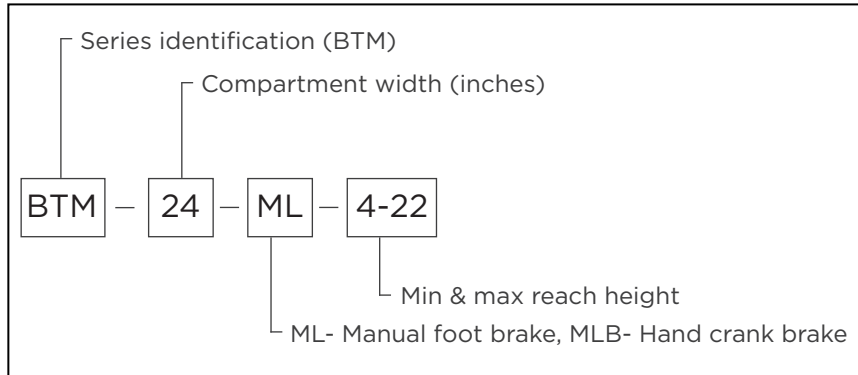 Series identification (BTM)
Compartment width (inches)
BTM – 24 – ML – 4-22
Min & max reach height
ML- Manual foot brake, MLB- Hand crank brake